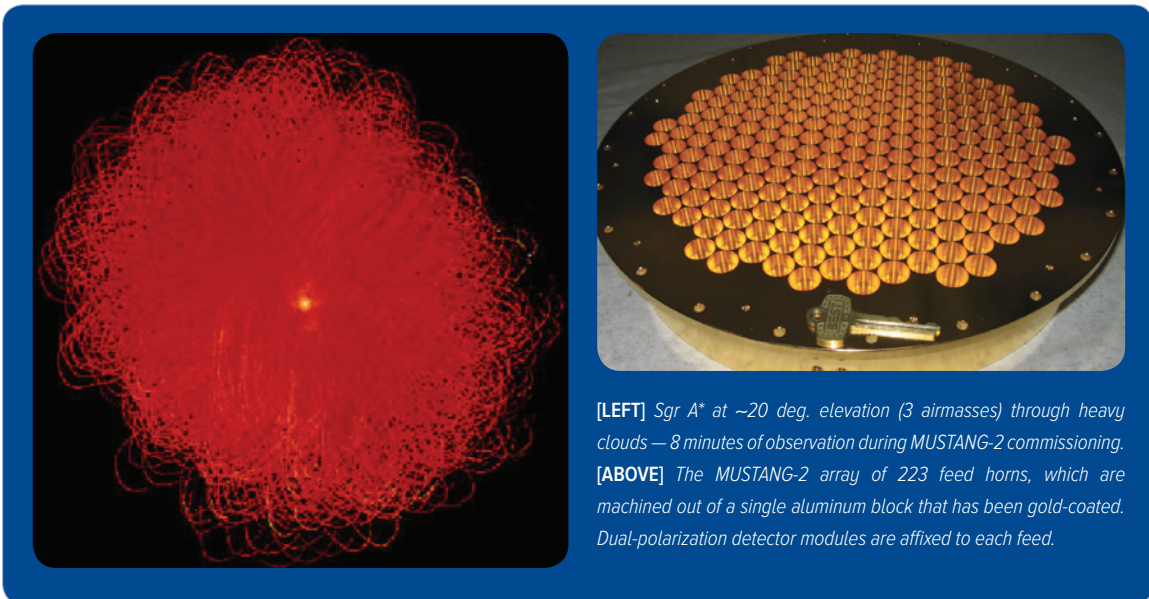 [LEFT] Sgr A* at ~20 deg. elevation (3 airmasses) through heavy
clouds — 8 minutes of observation during MUSTANG-2 commissioning.
[ABOVE] The MUSTANG-2 array of 223 feed horns, which are
machined out of a single aluminum block that has been gold-coated.
Dual-polarization detector modules are affixed to each feed.
BEST